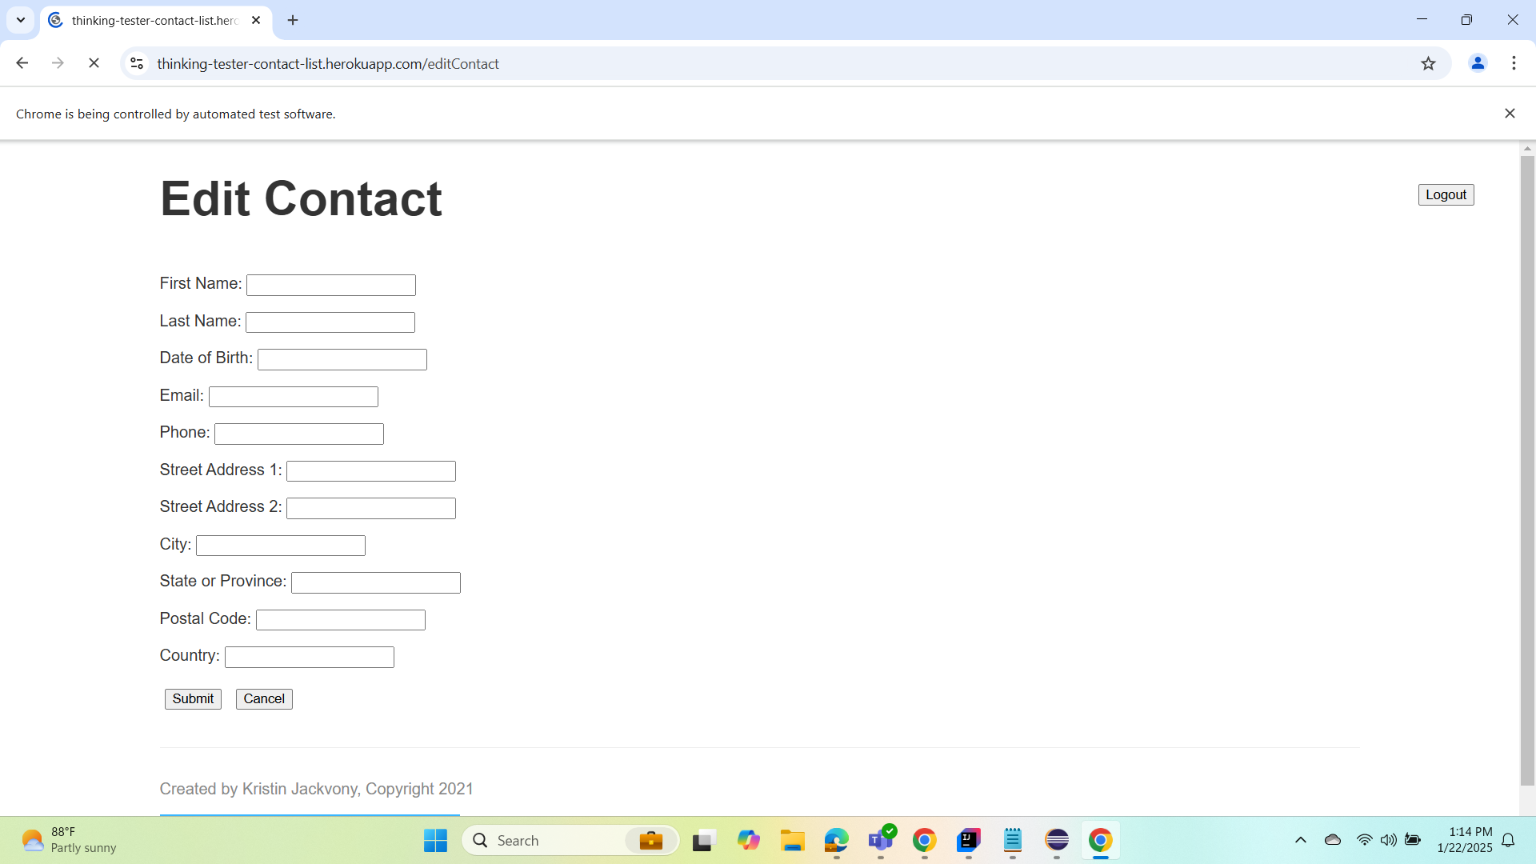 thinking-tester-contact-list.herc
thinking-tester-contact-list.herokuapp.com/editContact
Chrome is being controlled by automated test software.
Edit Contact
Logout
First Name:
Last Name:
Date of Birth:
Email:
Phone:
Street Address 1:
Street Address 2:
City:
State or Province:
Postal Code:
Country:
Submit Cancel
Created by Kristin Jackvony, Copyright 2021
88°F
Partly sunny
Search
1:14 PM
1/22/2025